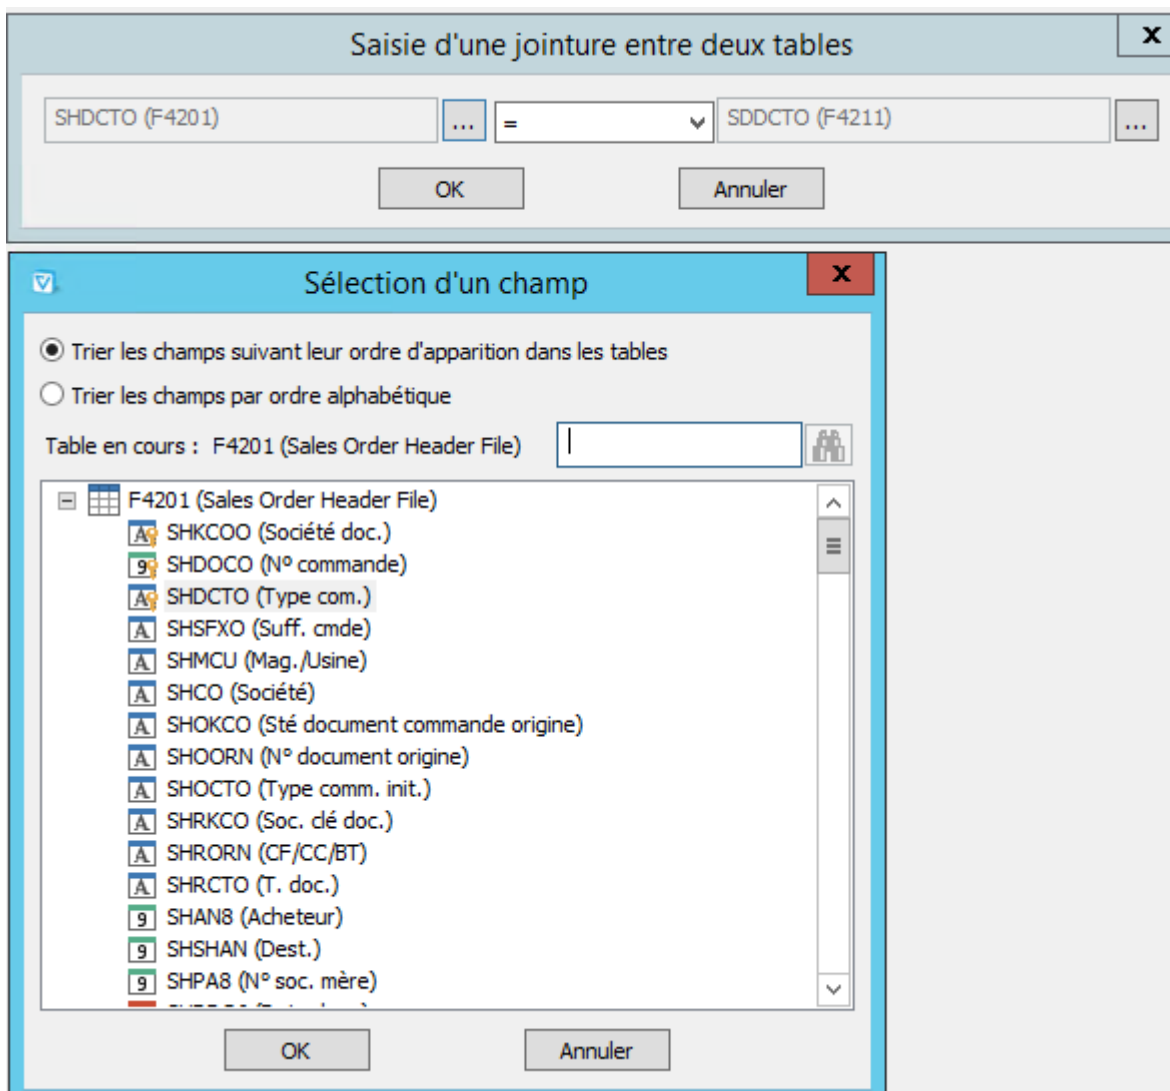 Saisie d'une jointure entre deux tables
x
SHDCTO (F4201) ... = SDDCTO (F4211) ...
OK Annuler
Sélection d'un champ
x
Trier les champs suivant leur ordre d'apparition dans les tables
Trier les champs par ordre alphabétique
Table en cours : F4201 (Sales Order Header File)
F4201 (Sales Order Header File)
SHKCOO (Société doc.)
SHDOCO (Nº commande)
SHDCTO (Type com.)
SHSFXO (Suff. cmde)
SHMCU (Mag./Usine)
SHCO (Société)
SHOKCO (Sté document commande origine)
SHOORN (Nº document origine)
SHOCTO (Type comm. init.)
SHRKCO (Soc. clé doc.)
SHRORN (CF/CC/BT)
SHRCTO (T. doc.)
SHAN8 (Acheteur)
SHSHAN (Dest.)
SHPA8 (Nº soc. mère)
OK Annuler